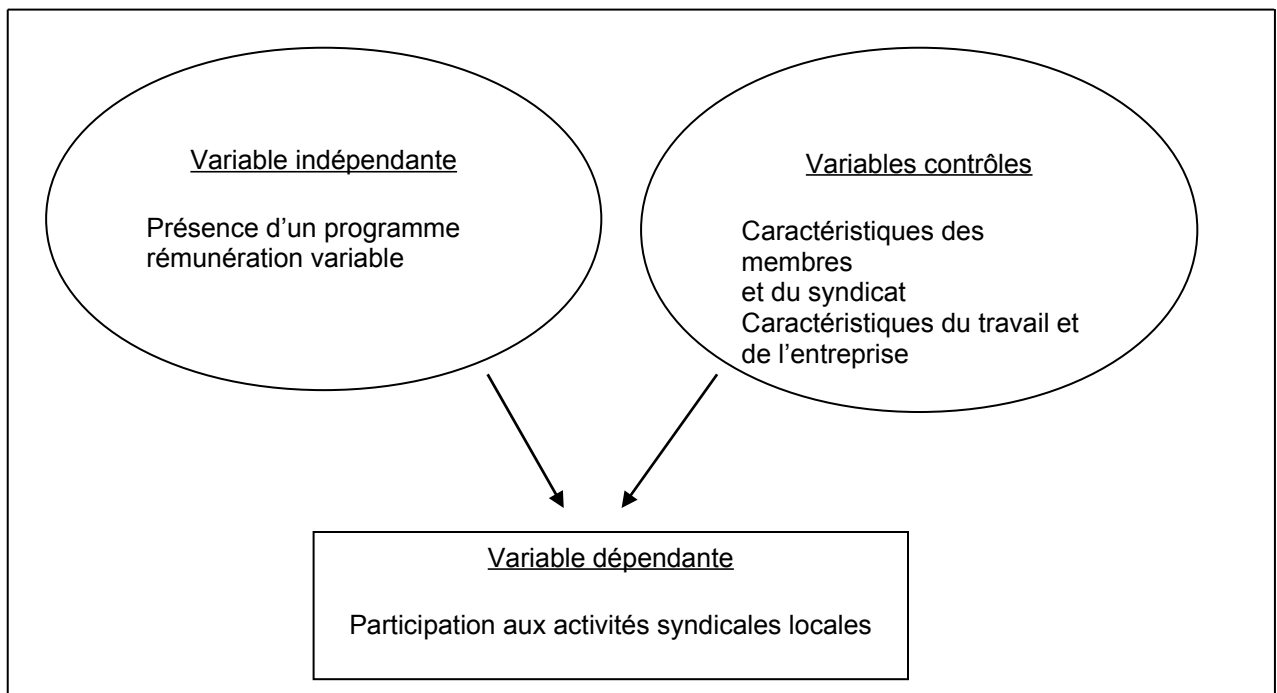 Variable indépendante
Présence d’un programme
rémunération variable
Variables contrôles
Caractéristiques des
membres
et du syndicat
Caractéristiques du travail et
de l’entreprise
Variable dépendante
Participation aux activités syndicales locales